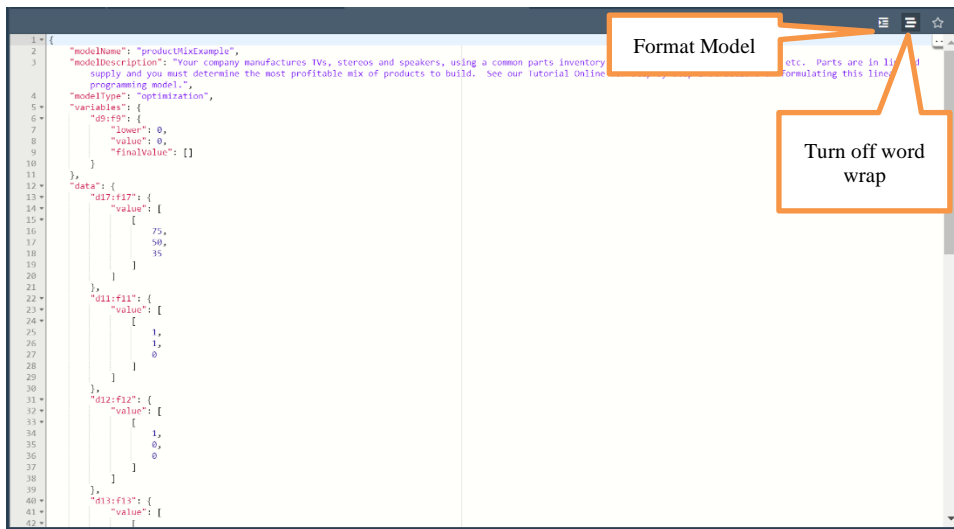 Format Model
Turn off word
wrap
1 {
2 "modelName": "productMixExample",
3 "modelDescription": "Your company manufactures TVs, stereos and speakers, using a common parts inventory etc. Parts are in
supply and you must determine the most profitable mix of products to build. See our Tutorial Online formulating this
programming model.",
4 "modelType": "optimization",
5 "variables": {
6 "d9:f9": {
7 "lower": 0,
8 "value": 0,
9 "finalValue": []
10 }
11 },
12 "data": {
13 "d17:f17": {
14 "value": [
15 [
16 75,
17 50,
18 35
19 ]
20 ]
21 },
22 "d11:f11": {
23 "value": [
24 [
25 1,
26 1,
27 0
28 ]
29 ]
30 },
31 "d12:f12": {
32 "value": [
33 [
34 1,
35 0,
36 0
37 ]
38 ]
39 },
40 "d13:f13": {
41 "value": [
42 [